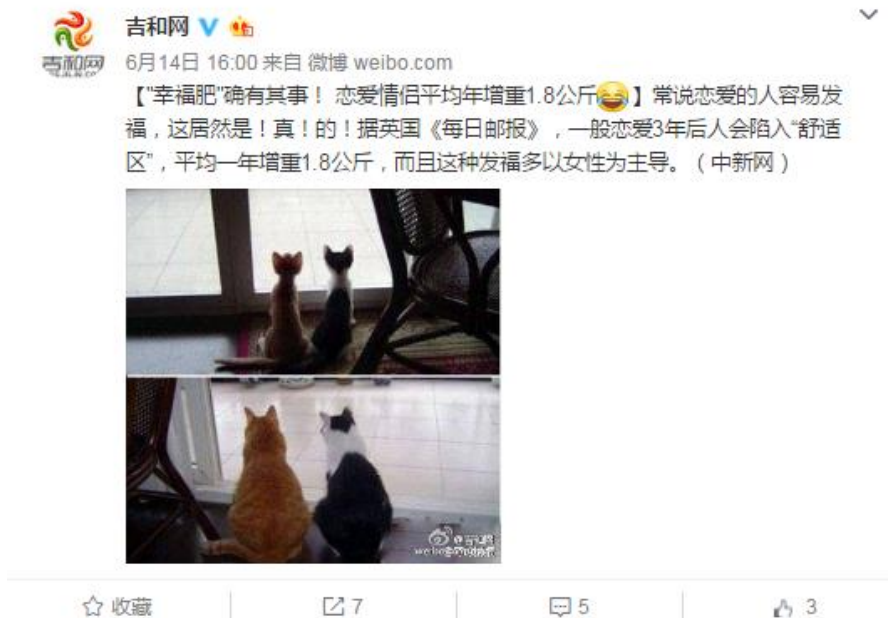 吉和网
吉和网
6月14日 16:00 来自 微博 weibo.com
【"幸福肥"确有其事！ 恋爱情侣平均年增重1.8公斤】常说恋爱的人容易发
福，这居然是！真！的！据英国《每日邮报》，一般恋爱3年后人会陷入“舒适
区”，平均一年增重1.8公斤，而且这种发福多以女性为主导。（中新网）
收藏
7
5
3